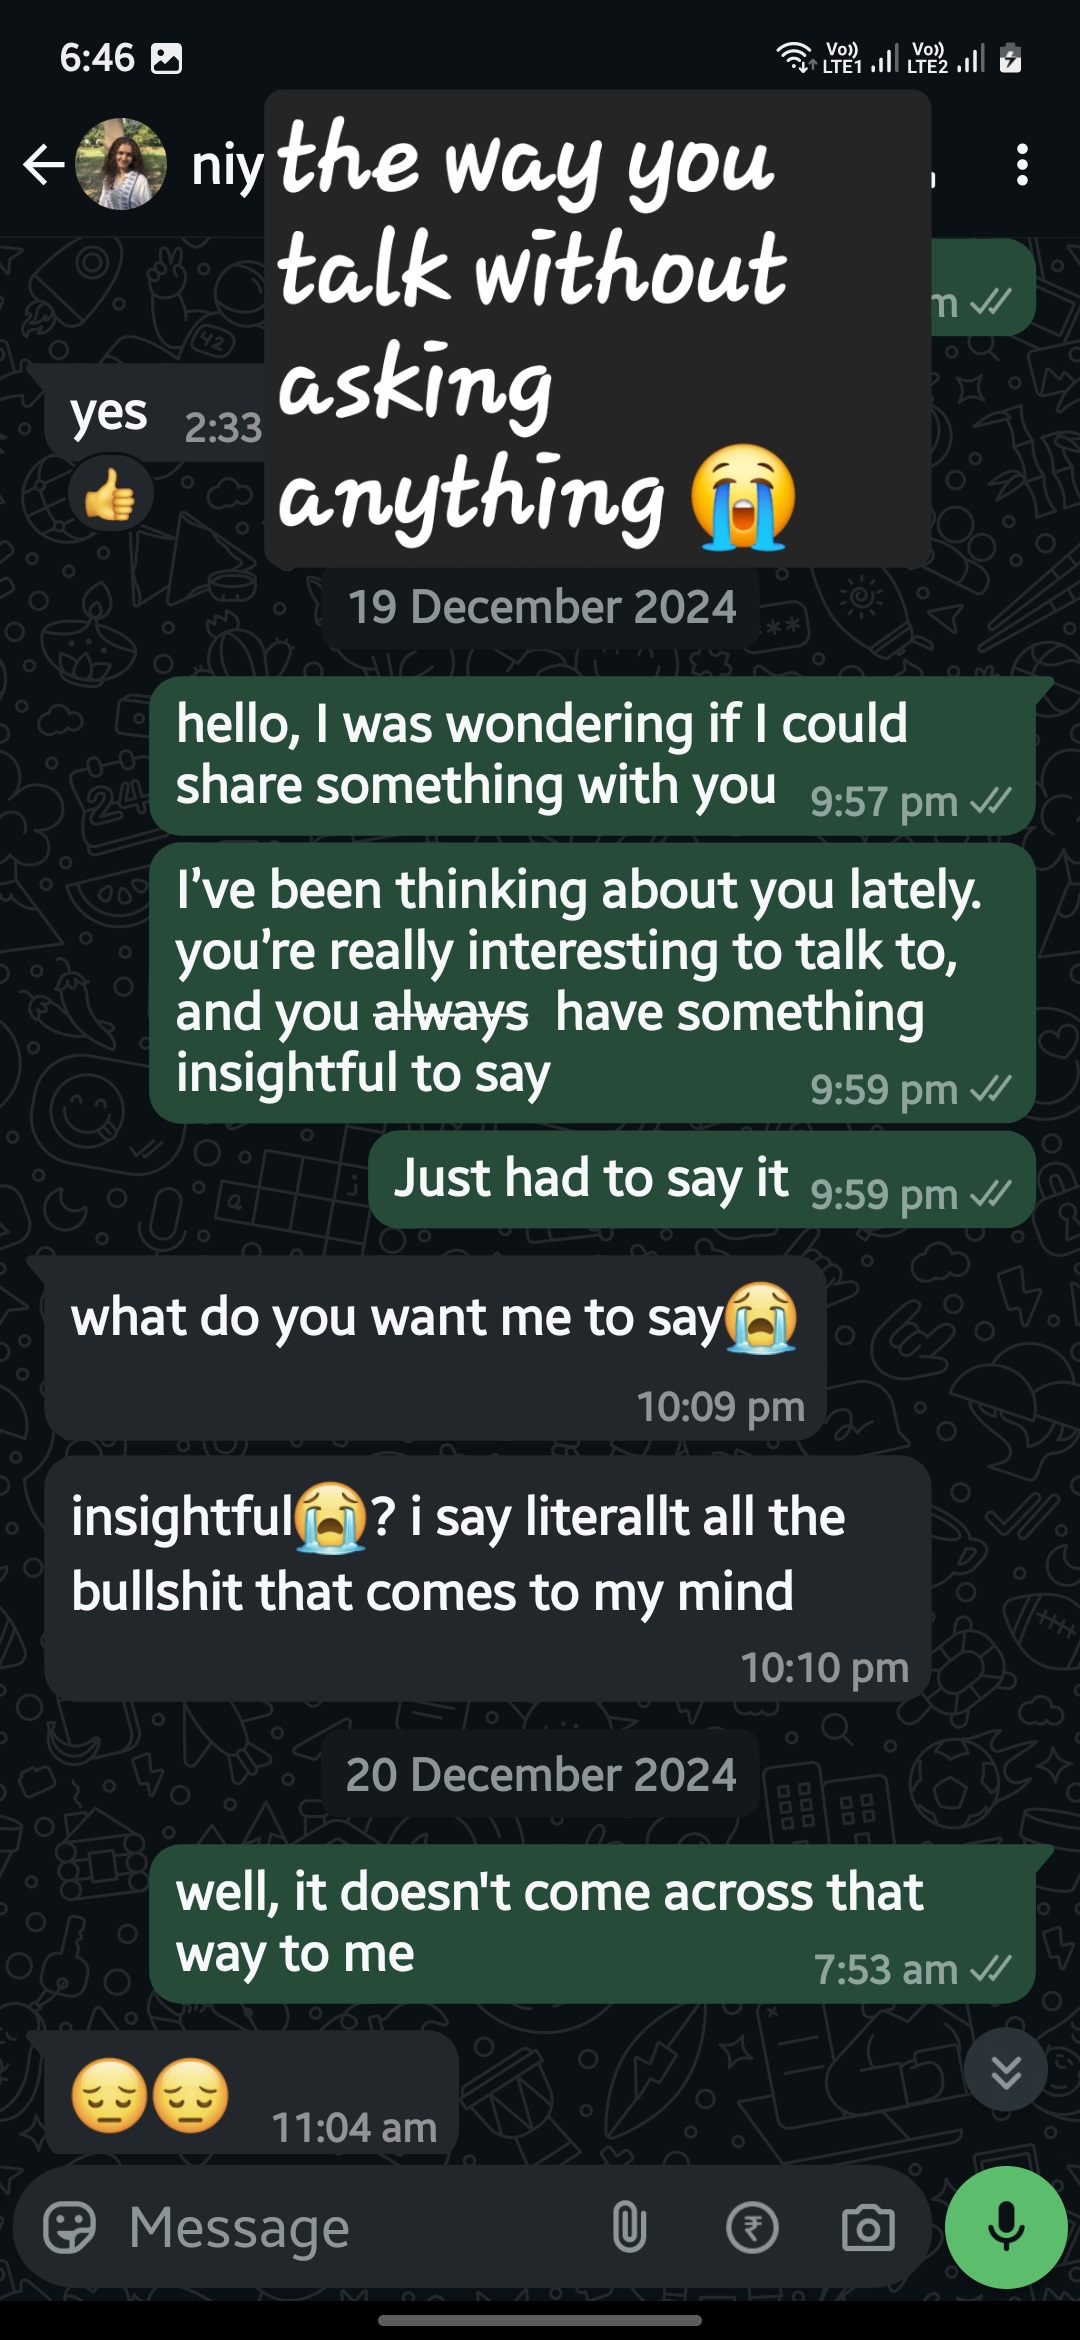 6:46
Vo)) LTE1 Vo)) LTE2
niy
the way you
talk without
asking
anything 😭
m
yes 2:33
👍
19 December 2024
hello, I was wondering if I could
share something with you 9:57 pm
I've been thinking about you lately.
you're really interesting to talk to,
and you always have something
insightful to say 9:59 pm
Just had to say it 9:59 pm
what do you want me to say😭
10:09 pm
insightful😭? i say literallt all the
bullshit that comes to my mind
10:10 pm
20 December 2024
well, it doesn't come across that
way to me 7:53 am
😔😔 11:04 am
Message